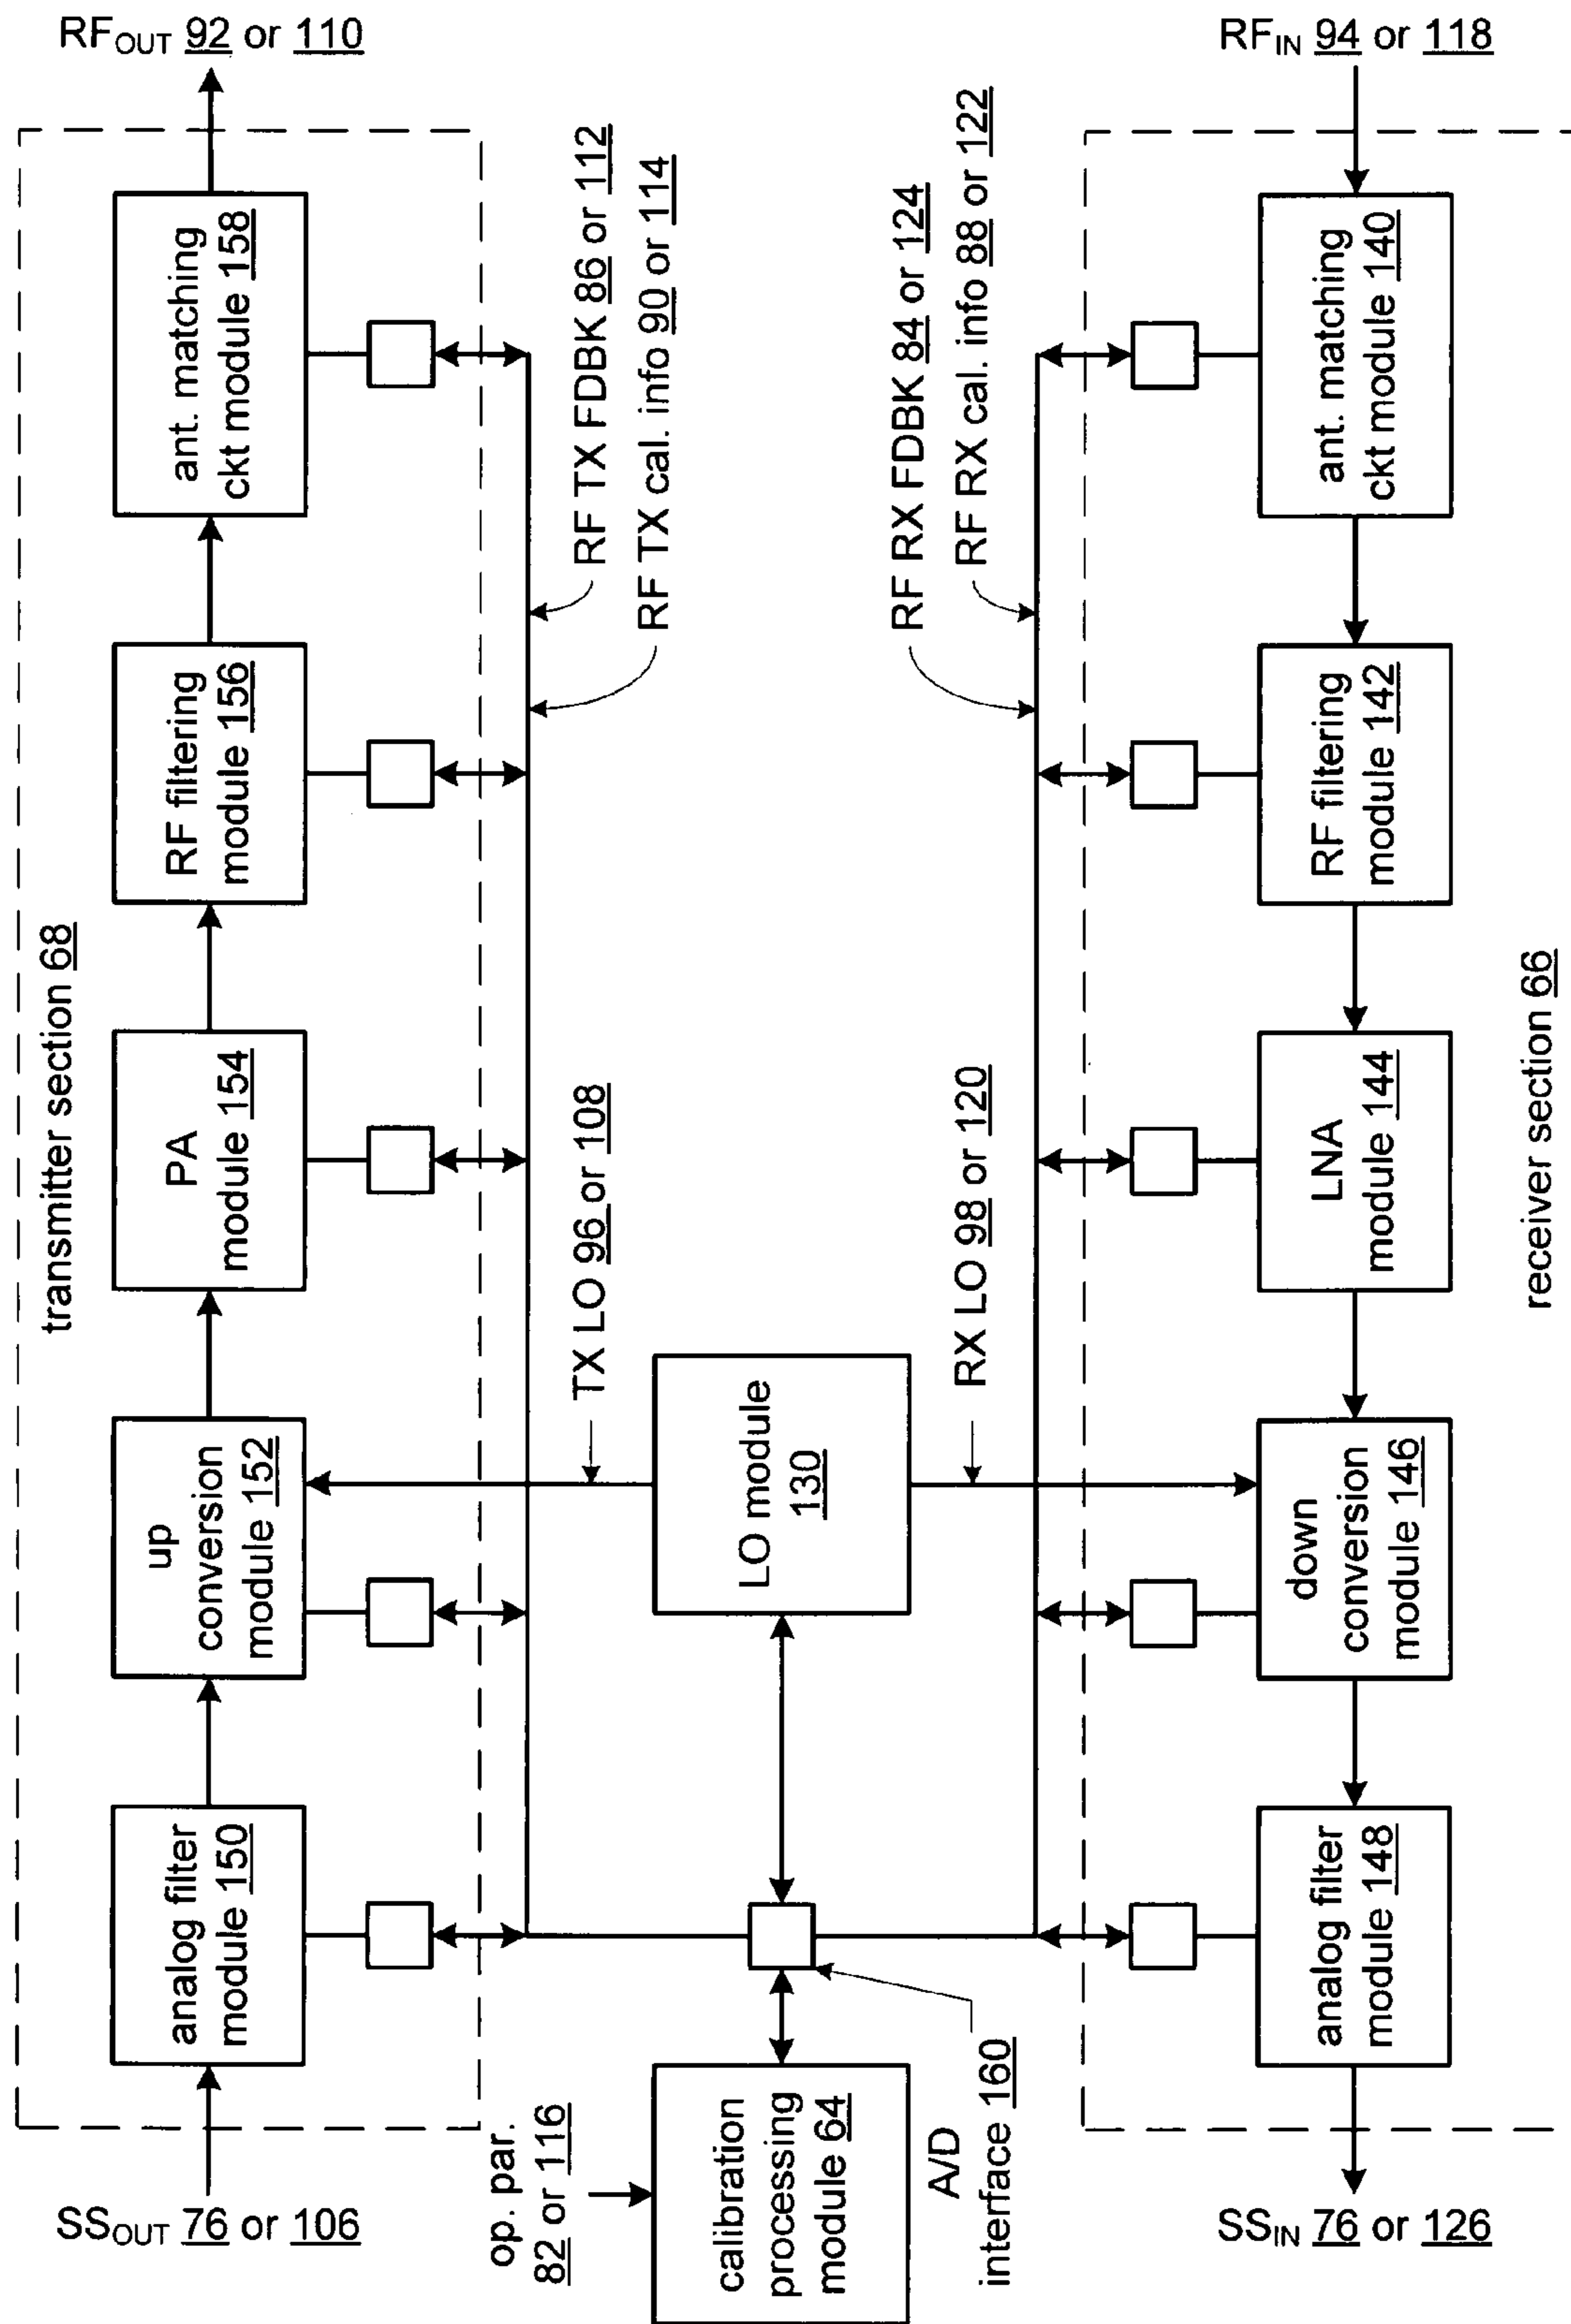 transmitter section 68
SS_OUT 76 or 106
analog filter
module 150
up
conversion
module 152
PA
module 154
RF filtering
module 156
ant. matching
ckt module 158
RF_OUT 92 or 110
RF TX FDBK 86 or 112
RF TX cal. info 90 or 114
TX LO 96 or 108
op. par.
82 or 116
calibration
processing
module 64
A/D
interface 160
LO module
130
RX LO 98 or 120
RF RX FDBK 84 or 124
RF RX cal. info 88 or 122
SS_IN 76 or 126
analog filter
module 148
down
conversion
module 146
LNA
module 144
RF filtering
module 142
ant. matching
ckt module 140
RF_IN 94 or 118
receiver section 66